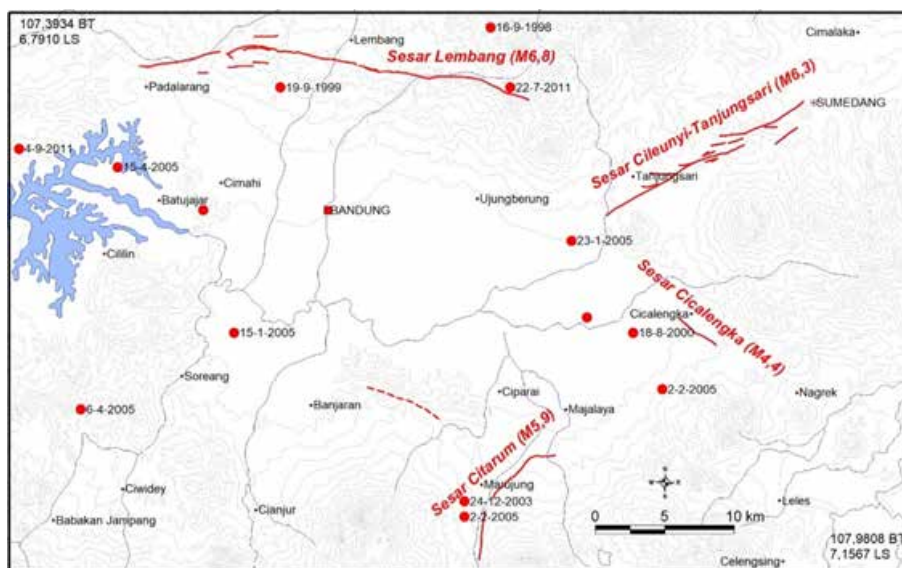 107,3934 BT
6,7910 LS
16-9-1998
Cimalaka
Lembang
Sesar Lembang (M6,8)
Padalarang
19-9-1999
22-7-2011
Sesar Cileunyi-Tanjungsari (M6,3)
SUMEDANG
4-9-2011
15-4-2005
Cimahi
Tanjungsari
Batujajar
Ujungberung
BANDUNG
23-1-2005
Cililin
Sesar Cicalengka (M4,4)
Cicalengka
15-1-2005
18-8-2000
Soreang
2-2-2005
Ciparai
Nagrek
Banjaran
Majalaya
6-4-2005
Sesar Citarum (M5,9)
Ciwidey
24-12-2003
Leles
Cianjur
2-2-2005
Babakan Jampang
0 5 10 km
107,9808 BT
7,1567 LS
Celengsing